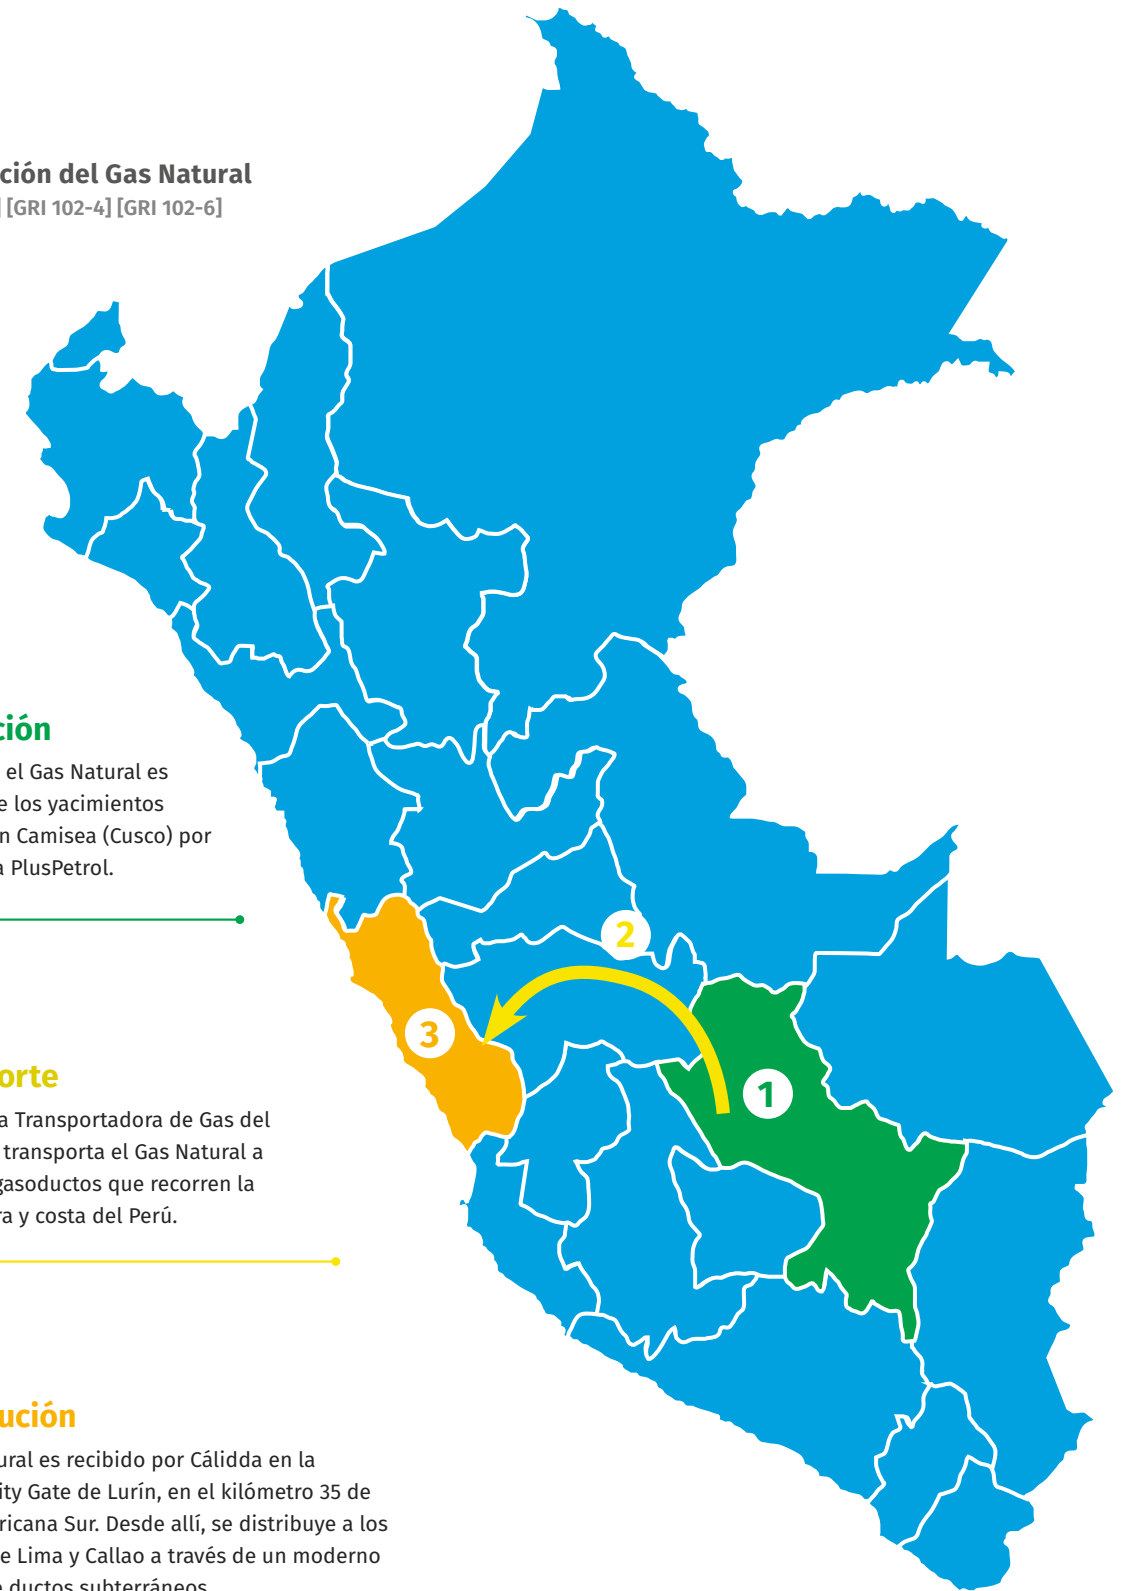 ción del Gas Natural
] [GRI 102-4] [GRI 102-6]
ción
el Gas Natural es
e los yacimientos
n Camisea (Cusco) por
a PlusPetrol.
2
3
1
orte
a Transportadora de Gas del
transporta el Gas Natural a
gasoductos que recorren la
ra y costa del Perú.
ución
ural es recibido por Cálidda en la
ity Gate de Lurín, en el kilómetro 35 de
ricana Sur. Desde allí, se distribuye a los
e Lima y Callao a través de un moderno
e ductos subterráneos